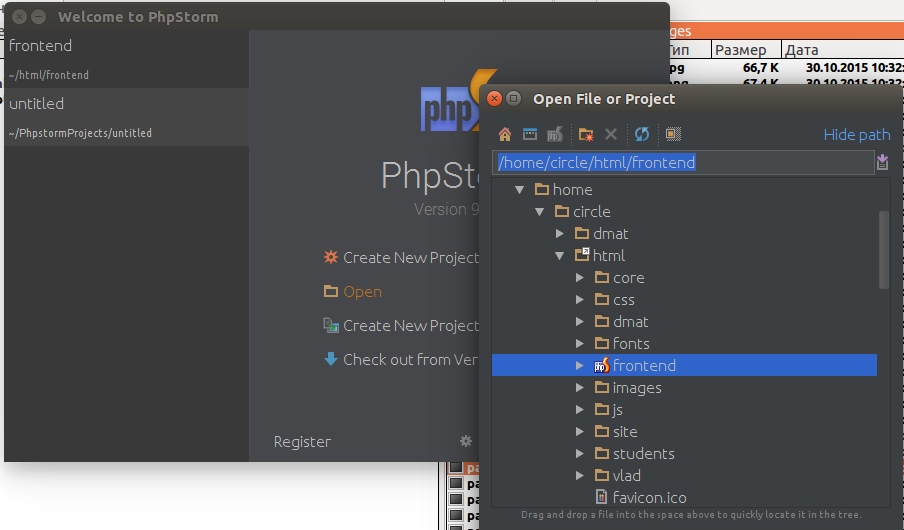 Welcome to PhpStorm
frontend
~/html/frontend
untitled
~/PhpstormProjects/untitled
php
PhpSto
Version 9
Create New Project
Open
Create New Project
Check out from Ver
Register
ges
Тип
Размер
Дата
pg
66,7 K
30.10.2015 10:32:
67,4 K
30.10.2015 10:32:
Open File or Project
Hide path
/home/circle/html/frontend
home
circle
dmat
html
core
css
dmat
fonts
frontend
images
js
site
students
vlad
favicon.ico
Drag and drop a file into the space above to quickly locate it in the tree.
pa
pa
pa
pa